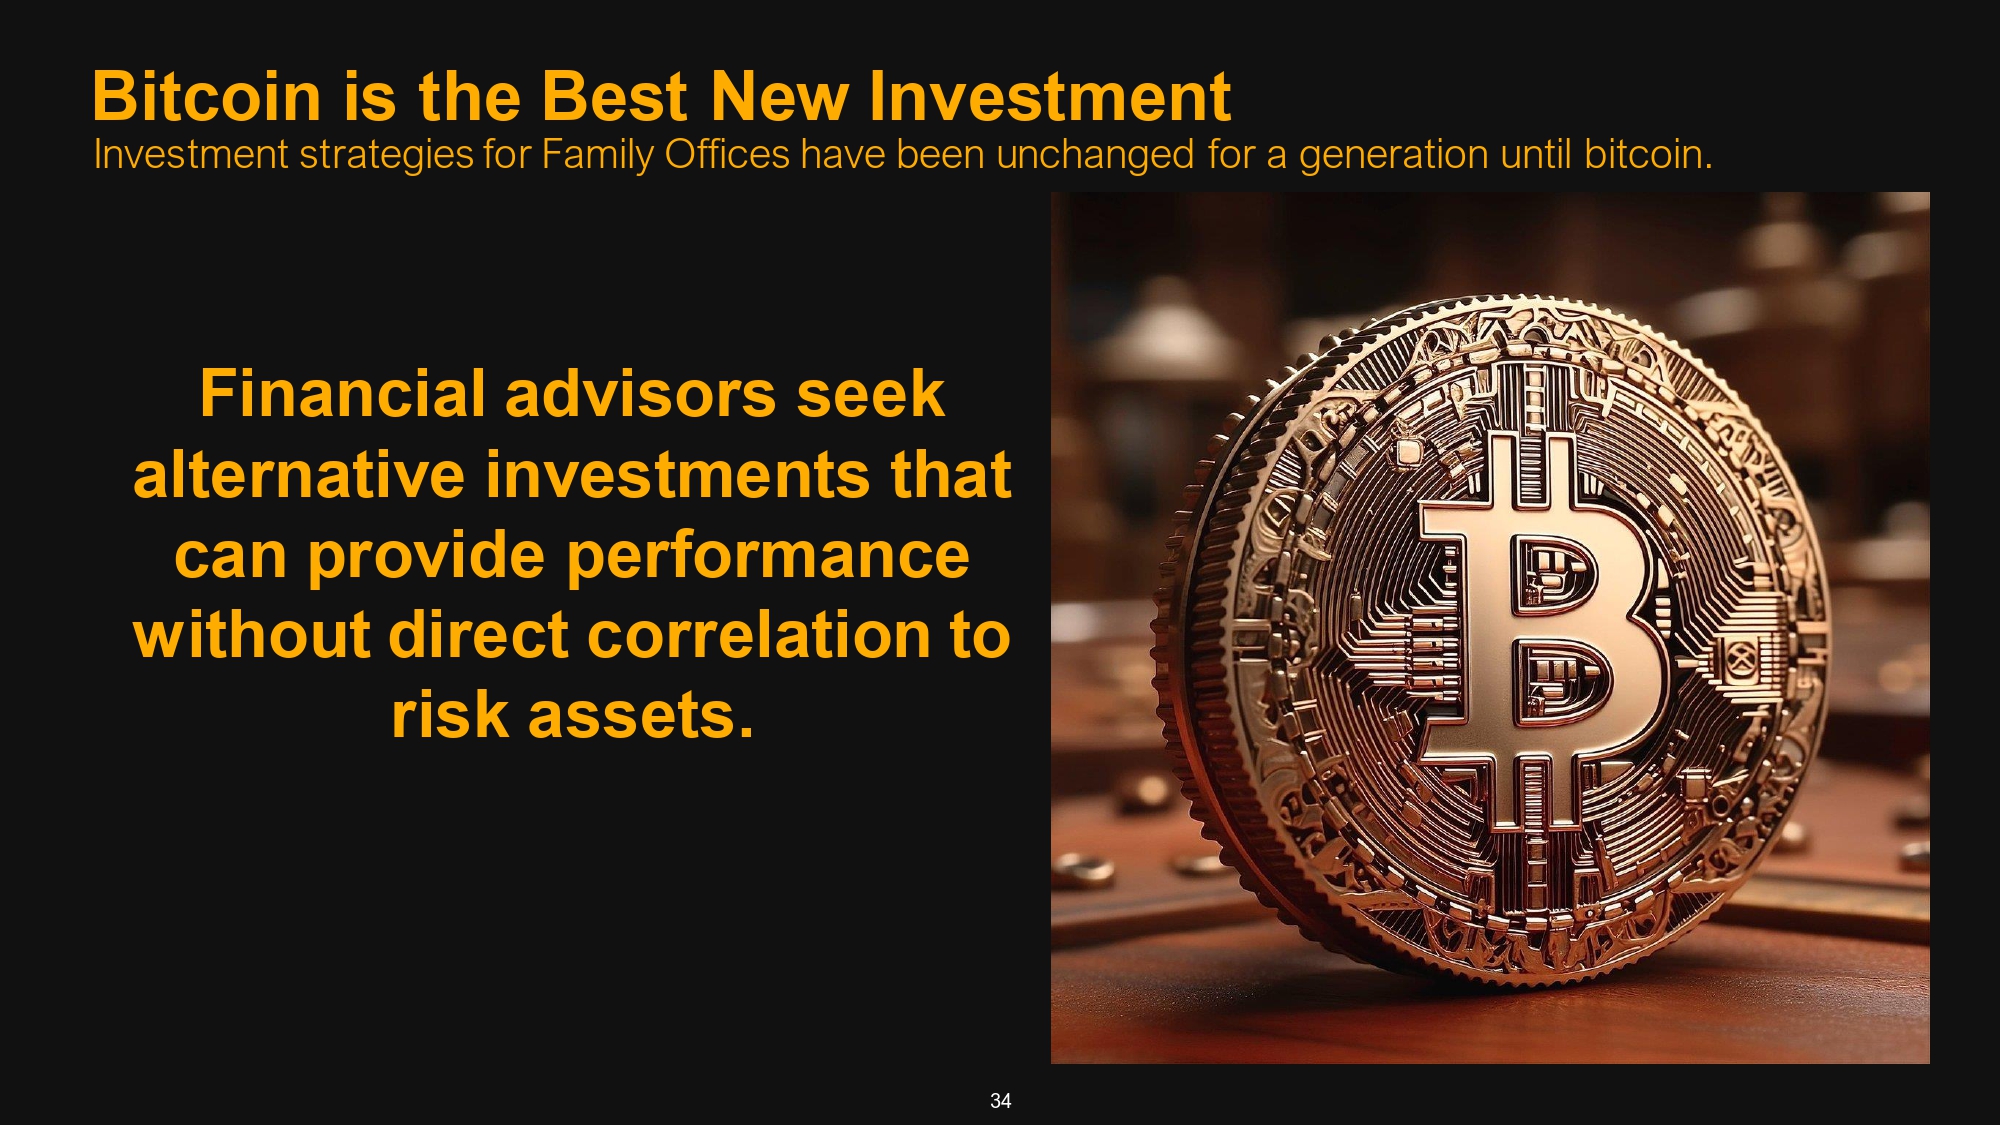 Bitcoin is the Best New Investment
Investment strategies for Family Offices have been unchanged for a generation until bitcoin.
Financial advisors seek
alternative investments that
can provide performance
without direct correlation to
risk assets.
34